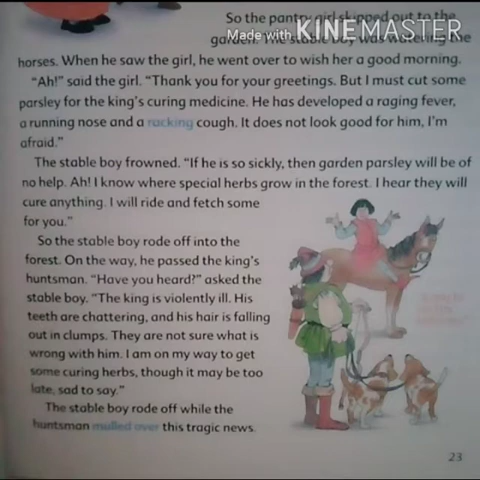 So the pantry girl skipped out to the
Made with KINEMASTER
garden. The stable boy was watering the
horses. When he saw the girl, he went over to wish her a good morning.
"Ah!" said the girl. "Thank you for your greetings. But I must cut some
parsley for the king's curing medicine. He has developed a raging fever,
a running nose and a racking cough. It does not look good for him, I'm
afraid."
The stable boy frowned. "If he is so sickly, then garden parsley will be of
no help. Ah! I know where special herbs grow in the forest. I hear they will
cure anything. I will ride and fetch some
for you."
So the stable boy rode off into the
forest. On the way, he passed the king's
huntsman. "Have you heard?" asked the
stable boy. "The king is violently ill. His
teeth are chattering, and his hair is falling
out in clumps. They are not sure what is
wrong with him. I am on my way to get
some curing herbs, though it may be too
late, sad to say."
The stable boy rode off while the
huntsman mulled over this tragic news.
23